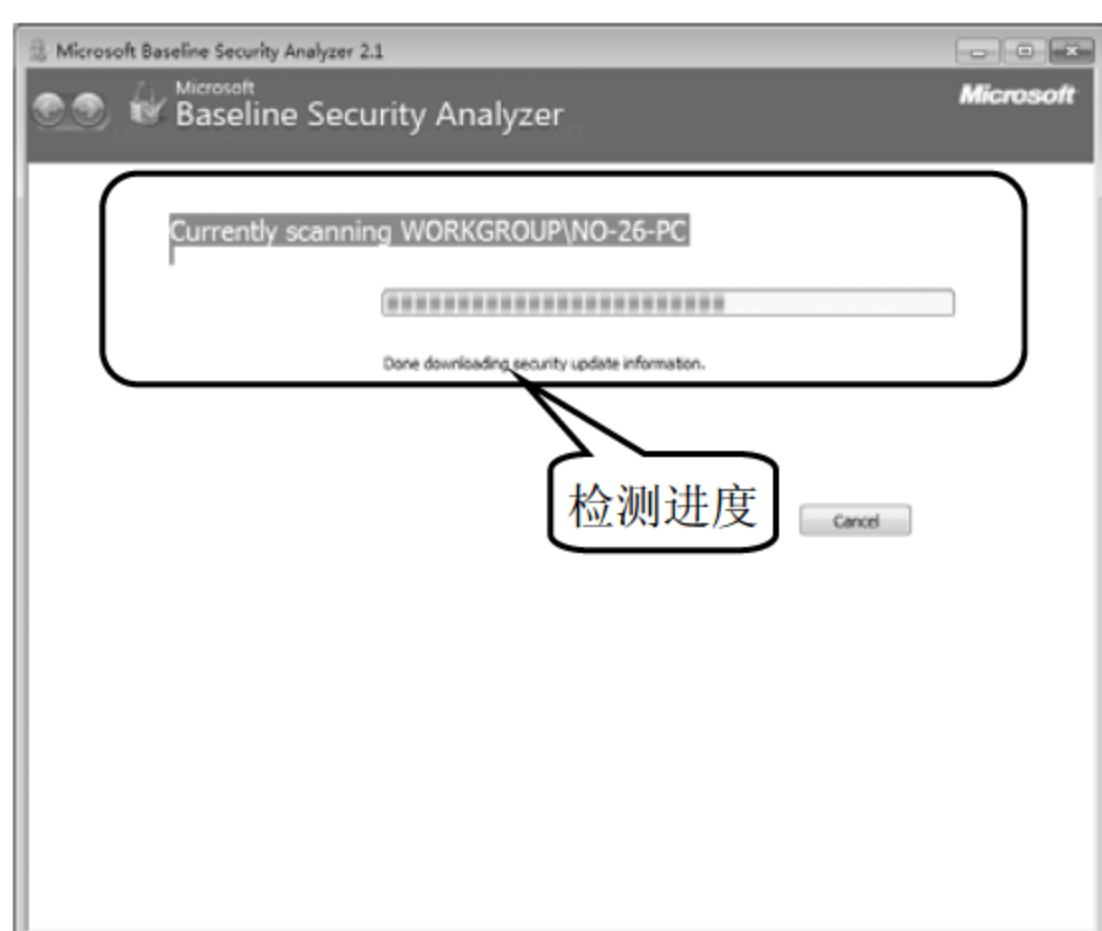 Microsoft Baseline Security Analyzer 2.1
Microsoft
Baseline Security Analyzer
Microsoft
Currently scanning WORKGROUP\NO-26-PC
Done downloading security update information.
检测进度
Cancel